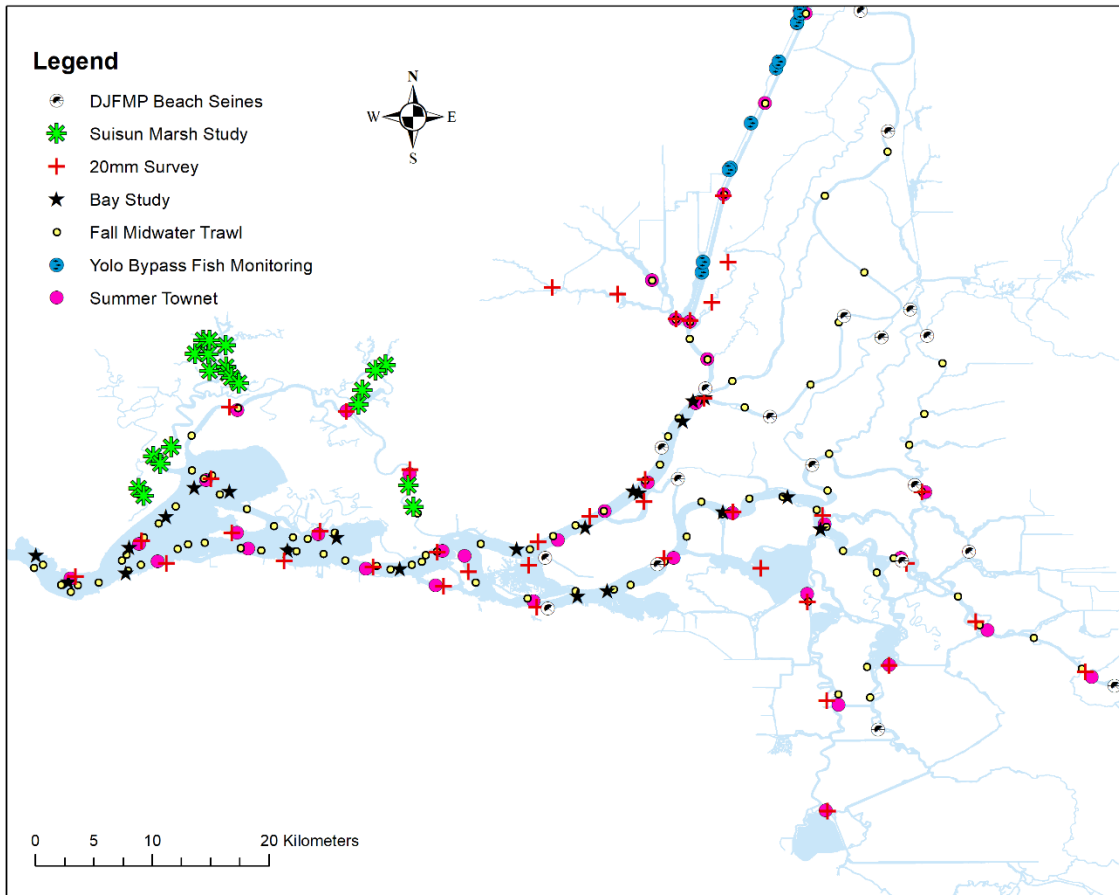 Legend
DJFMP Beach Seines
Suisun Marsh Study
20mm Survey
Bay Study
Fall Midwater Trawl
Yolo Bypass Fish Monitoring
Summer Townet
N
W E
S
0 5 10 20 Kilometers